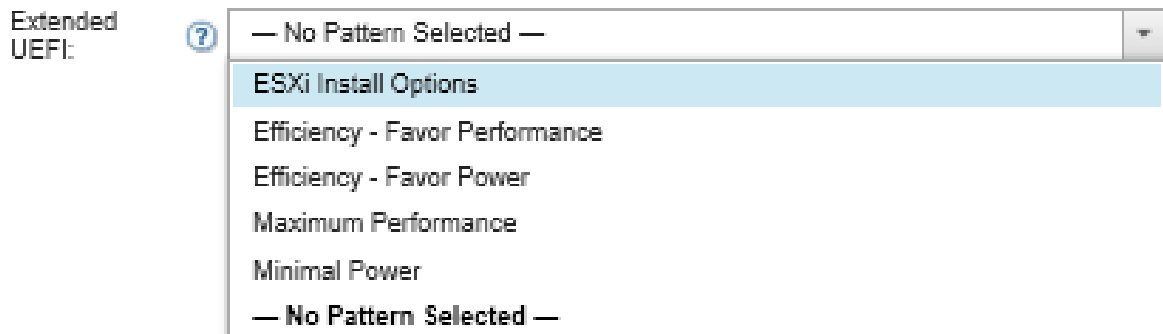 Extended
UEFI:
?
— No Pattern Selected —
ESXi Install Options
Efficiency - Favor Performance
Efficiency - Favor Power
Maximum Performance
Minimal Power
— No Pattern Selected —